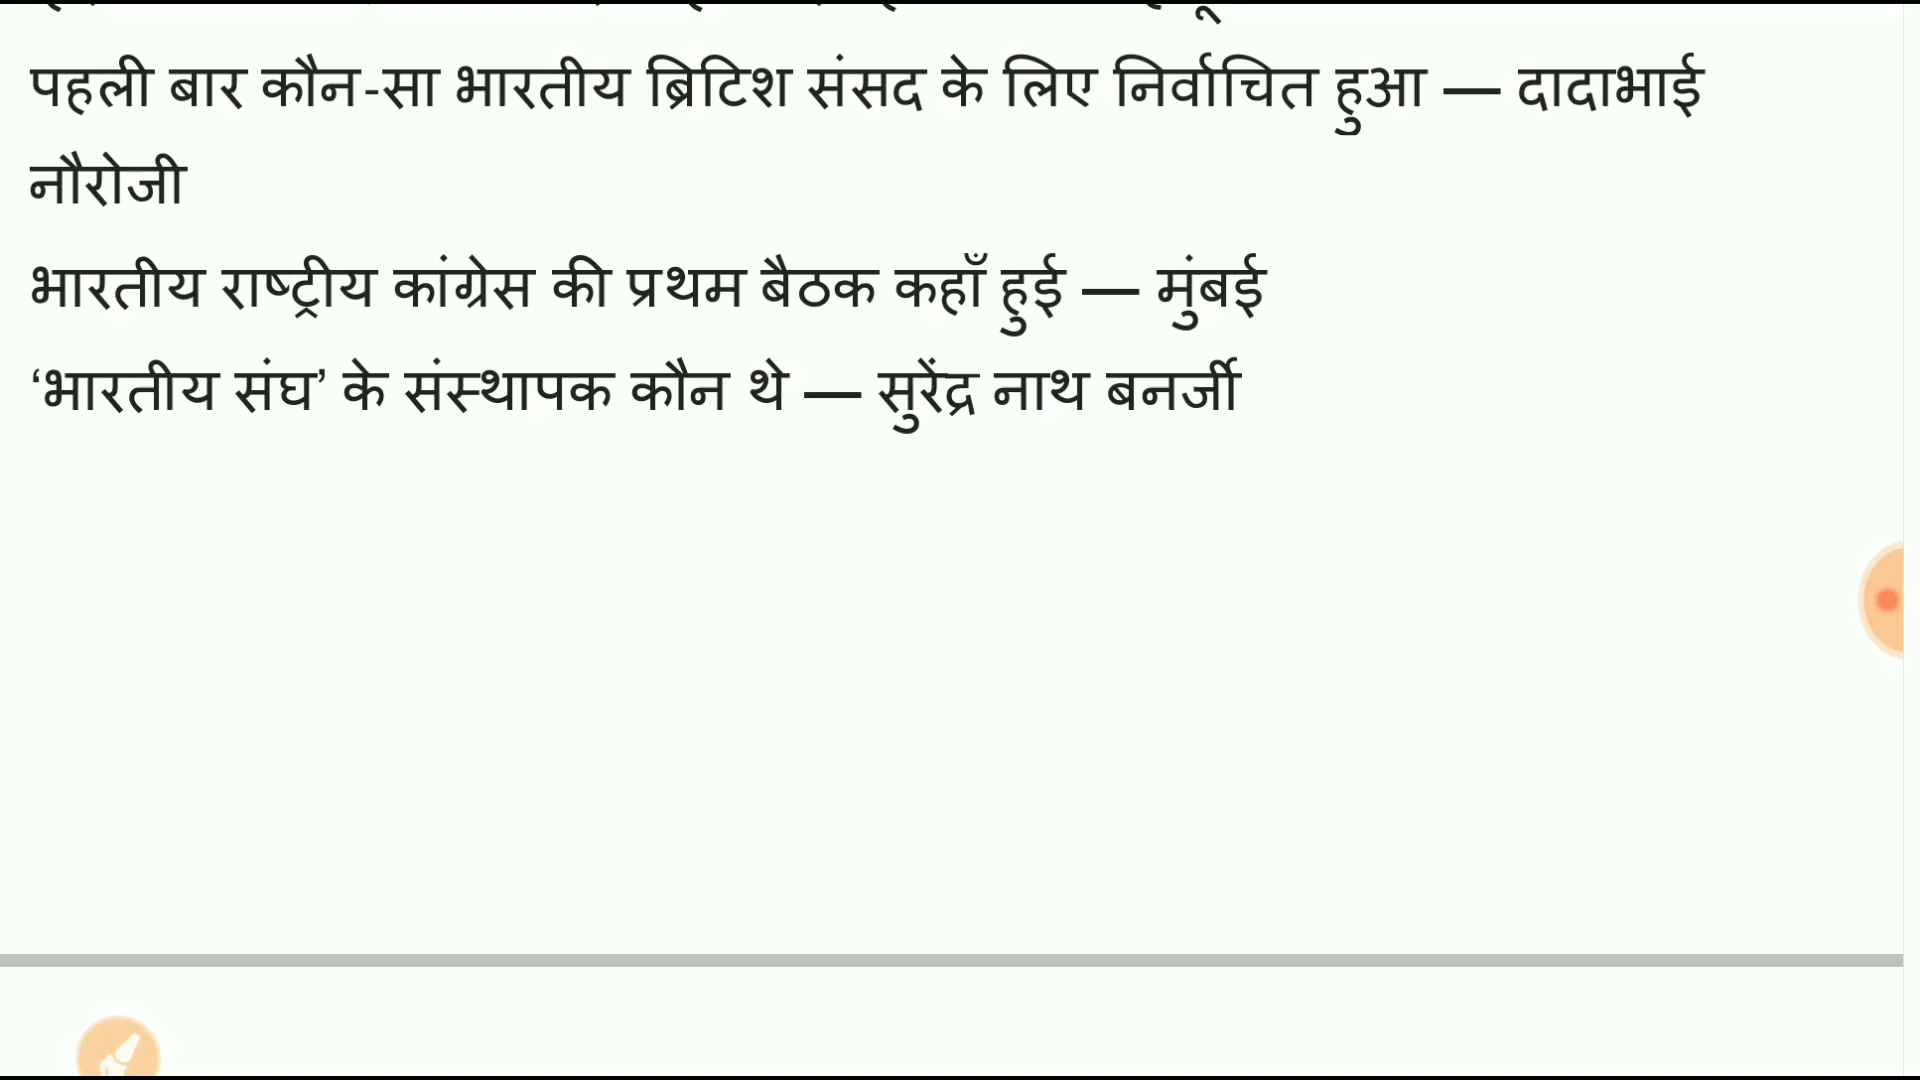 पहली बार कौन-सा भारतीय ब्रिटिश संसद के लिए निर्वाचित हुआ — दादाभाई
नौरोजी
भारतीय राष्ट्रीय कांग्रेस की प्रथम बैठक कहाँ हुई — मुंबई
‘भारतीय संघ’ के संस्थापक कौन थे — सुरेंद्र नाथ बनर्जी